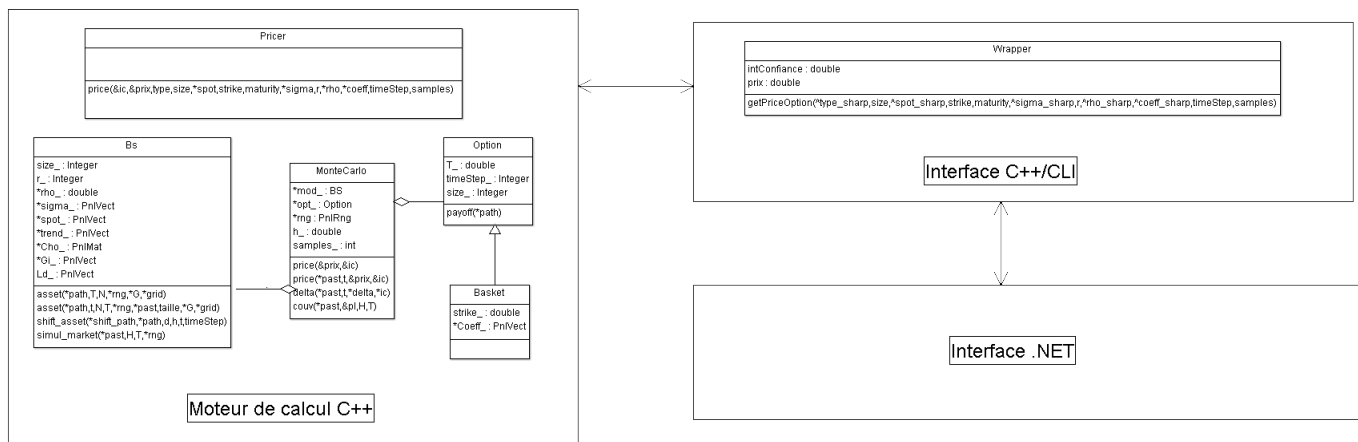 Pricer
price(&ic,&prix,type,size,*spot,strike,maturity,*sigma,r,*rho,*coeff,timeStep,samples)
Bs
size_ : Integer
r_ : Integer
*rho_ : double
*sigma_ : PnlVect
*spot_ : PnlVect
*trend_ : PnlVect
*Cho_ : PnlMat
*Gi_ : PnlVect
Ld_ : PnlVect
asset(*path,T,N,*rng,*G,*grid)
asset(*path,t,N,T,*rng,*past,taille,*G,*grid)
shift_asset(*shift_path,*path,d,h,t,timeStep)
simul_market(*past,H,T,*rng)
MonteCarlo
*mod_ : BS
*opt_ : Option
*rng : PnlRng
h_ : double
samples_ : int
price(&prix,&ic)
price(*past,t,&prix,&ic)
delta(*past,t,*delta,*ic)
couv(*past,&pl,H,T)
Option
T_ : double
timeStep_ : Integer
size_ : Integer
payoff(*path)
Basket
strike_ : double
*Coeff_ : PnlVect
Moteur de calcul C++
Wrapper
intConfiance : double
prix : double
getPriceOption(^type_sharp,size,^spot_sharp,strike,maturity,^sigma_sharp,r,^rho_sharp,^coeff_sharp,timeStep,samples)
Interface C++/CLI
Interface .NET